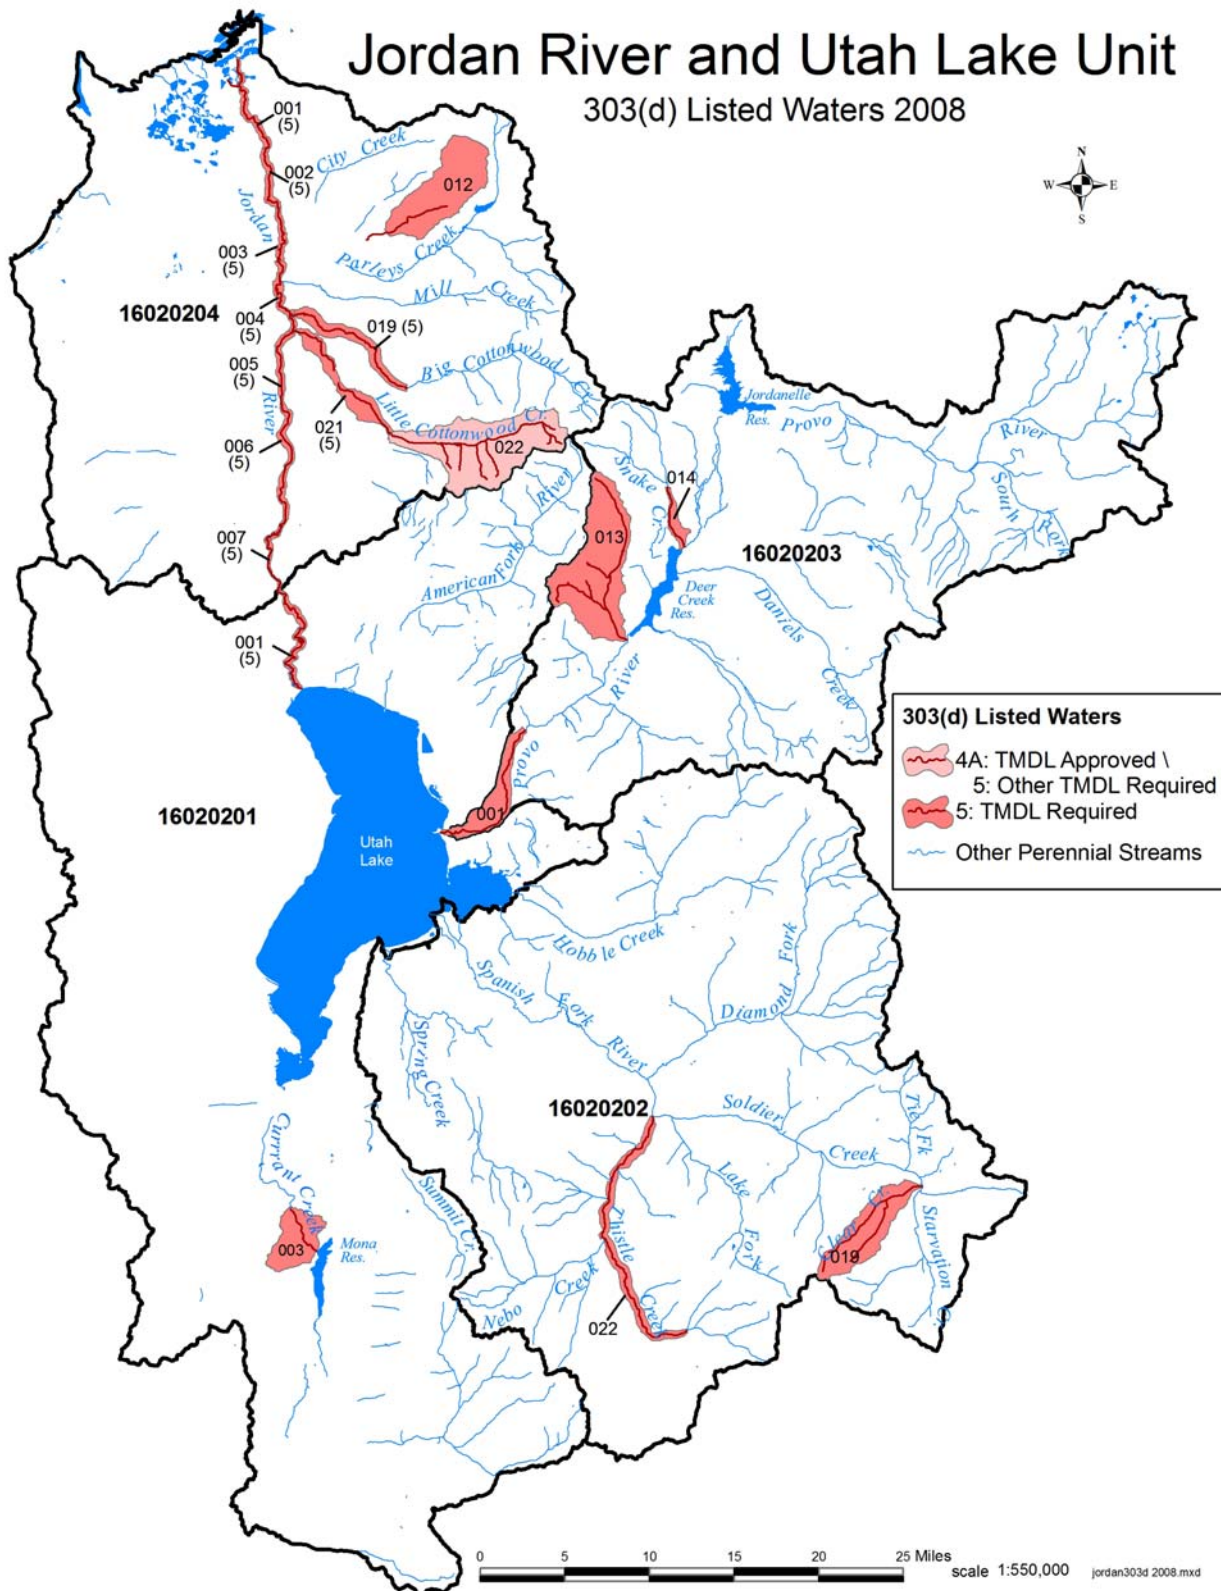 Jordan River and Utah Lake Unit
303(d) Listed Waters 2008
N
W E
S
001
(5)
002
(5)
City Creek
012
Jordan
003
(5)
Parleys Creek
Mill Creek
16020204
004
(5)
019 (5)
005
(5)
Big Cottonwood Cr.
River
021
(5)
Little Cottonwood Cr.
022
006
(5)
007
(5)
001
(5)
Jordanelle
Res.
Provo
River
South Fork
Snake Cr.
014
013
16020203
American Fork
River
Deer
Creek
Res.
Daniels
Creek
River
Provo
001
16020201
Utah
Lake
303(d) Listed Waters
4A: TMDL Approved \
5: Other TMDL Required
5: TMDL Required
Other Perennial Streams
Hobble Creek
Spanish
Fork
River
Diamond Fork
Spring Creek
16020202
Soldier
Creek
Tie Fk
Lake
Fork
Clear Cr.
019
Starvation
Cr.
Currant Creek
003
Mona
Res.
Summit Cr.
Thistle
Creek
Nebo
Creek
022
0 5 10 15 20 25 Miles
scale 1:550,000
jordan303d 2008.mxd